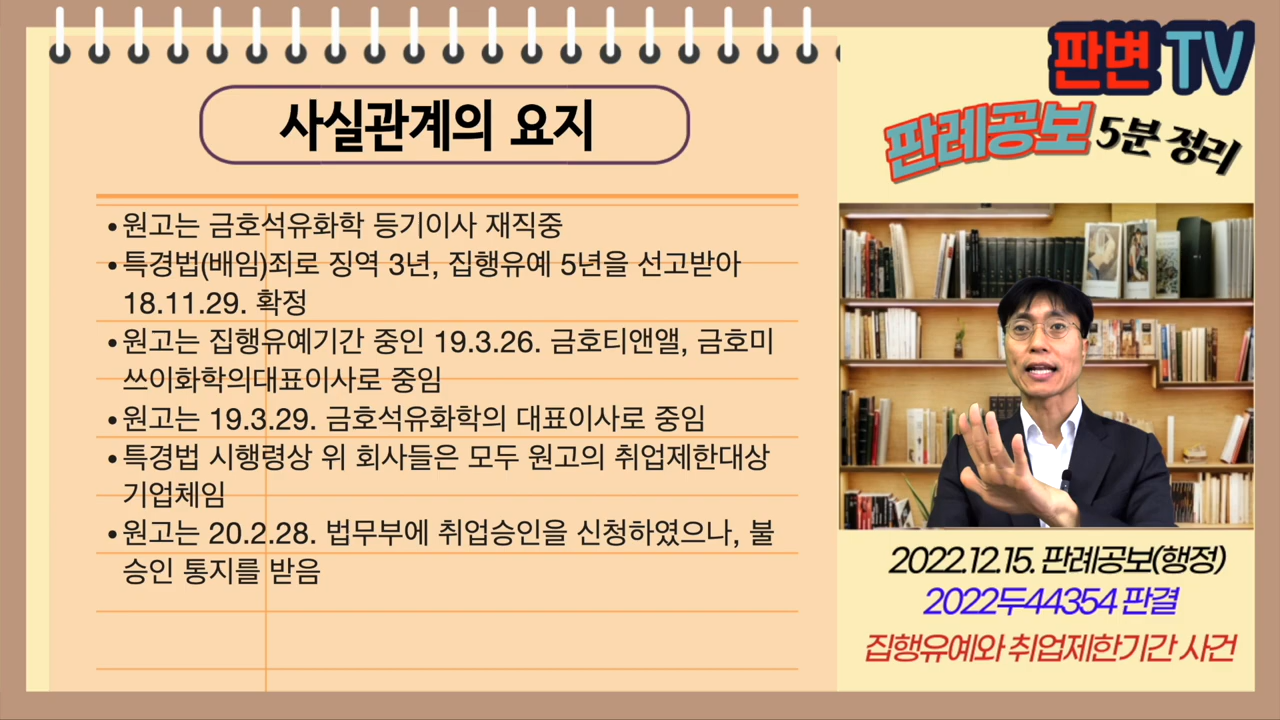 사실관계의 요지
•원고는 금호석유화학 등기이사 재직중
•특경법(배임)죄로 징역 3년, 집행유예 5년을 선고받아
18.11.29. 확정
•원고는 집행유예기간 중인 19.3.26. 금호티앤앨, 금호미
쓰이화학의대표이사로 중임
•원고는 19.3.29. 금호석유화학의 대표이사로 중임
•특경법 시행령상 위 회사들은 모두 원고의 취업제한대상
기업체임
•원고는 20.2.28. 법무부에 취업승인을 신청하였으나, 불
승인 통지를 받음
판변 TV
판례공보 5분 정리
2022.12.15. 판례공보(행정)
2022두44354 판결
집행유예와 취업제한기간 사건